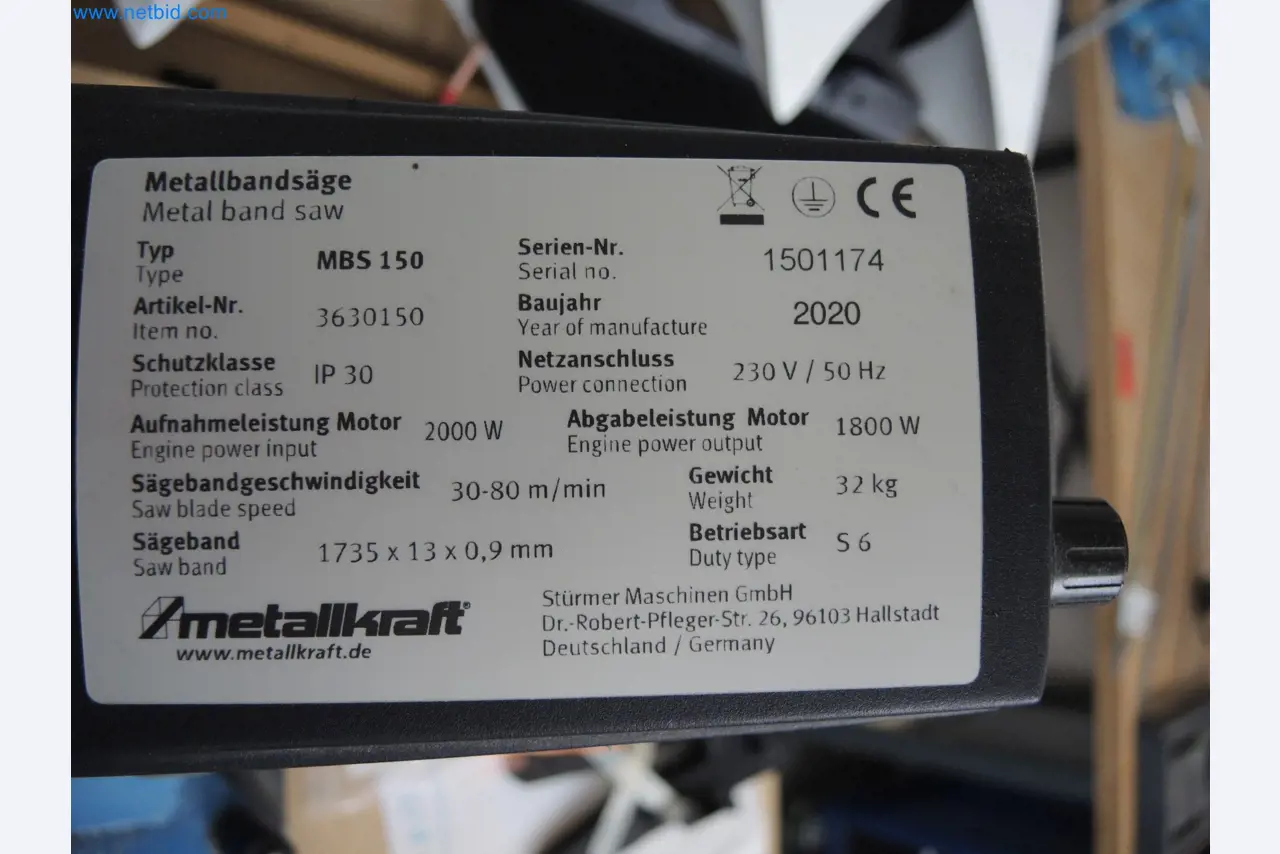 www.netbid.com
Metallbandsäge
Metal band saw
CE
Typ
Type
MBS 150
Serien-Nr.
Serial no.
1501174
Artikel-Nr.
Item no.
3630150
Baujahr
Year of manufacture
2020
Schutzklasse
Protection class
IP 30
Netzanschluss
Power connection
230 V / 50 Hz
Aufnahmeleistung Motor
Engine power input
2000 W
Abgabeleistung Motor
Engine power output
1800 W
Sägebandgeschwindigkeit
Saw blade speed
30-80 m/min
Gewicht
Weight
32 kg
Sägeband
Saw band
1735 x 13 x 0,9 mm
Betriebsart
Duty type
S 6
metallkraft®
www.metallkraft.de
Stürmer Maschinen GmbH
Dr.-Robert-Pfleger-Str. 26, 96103 Hallstadt
Deutschland / Germany